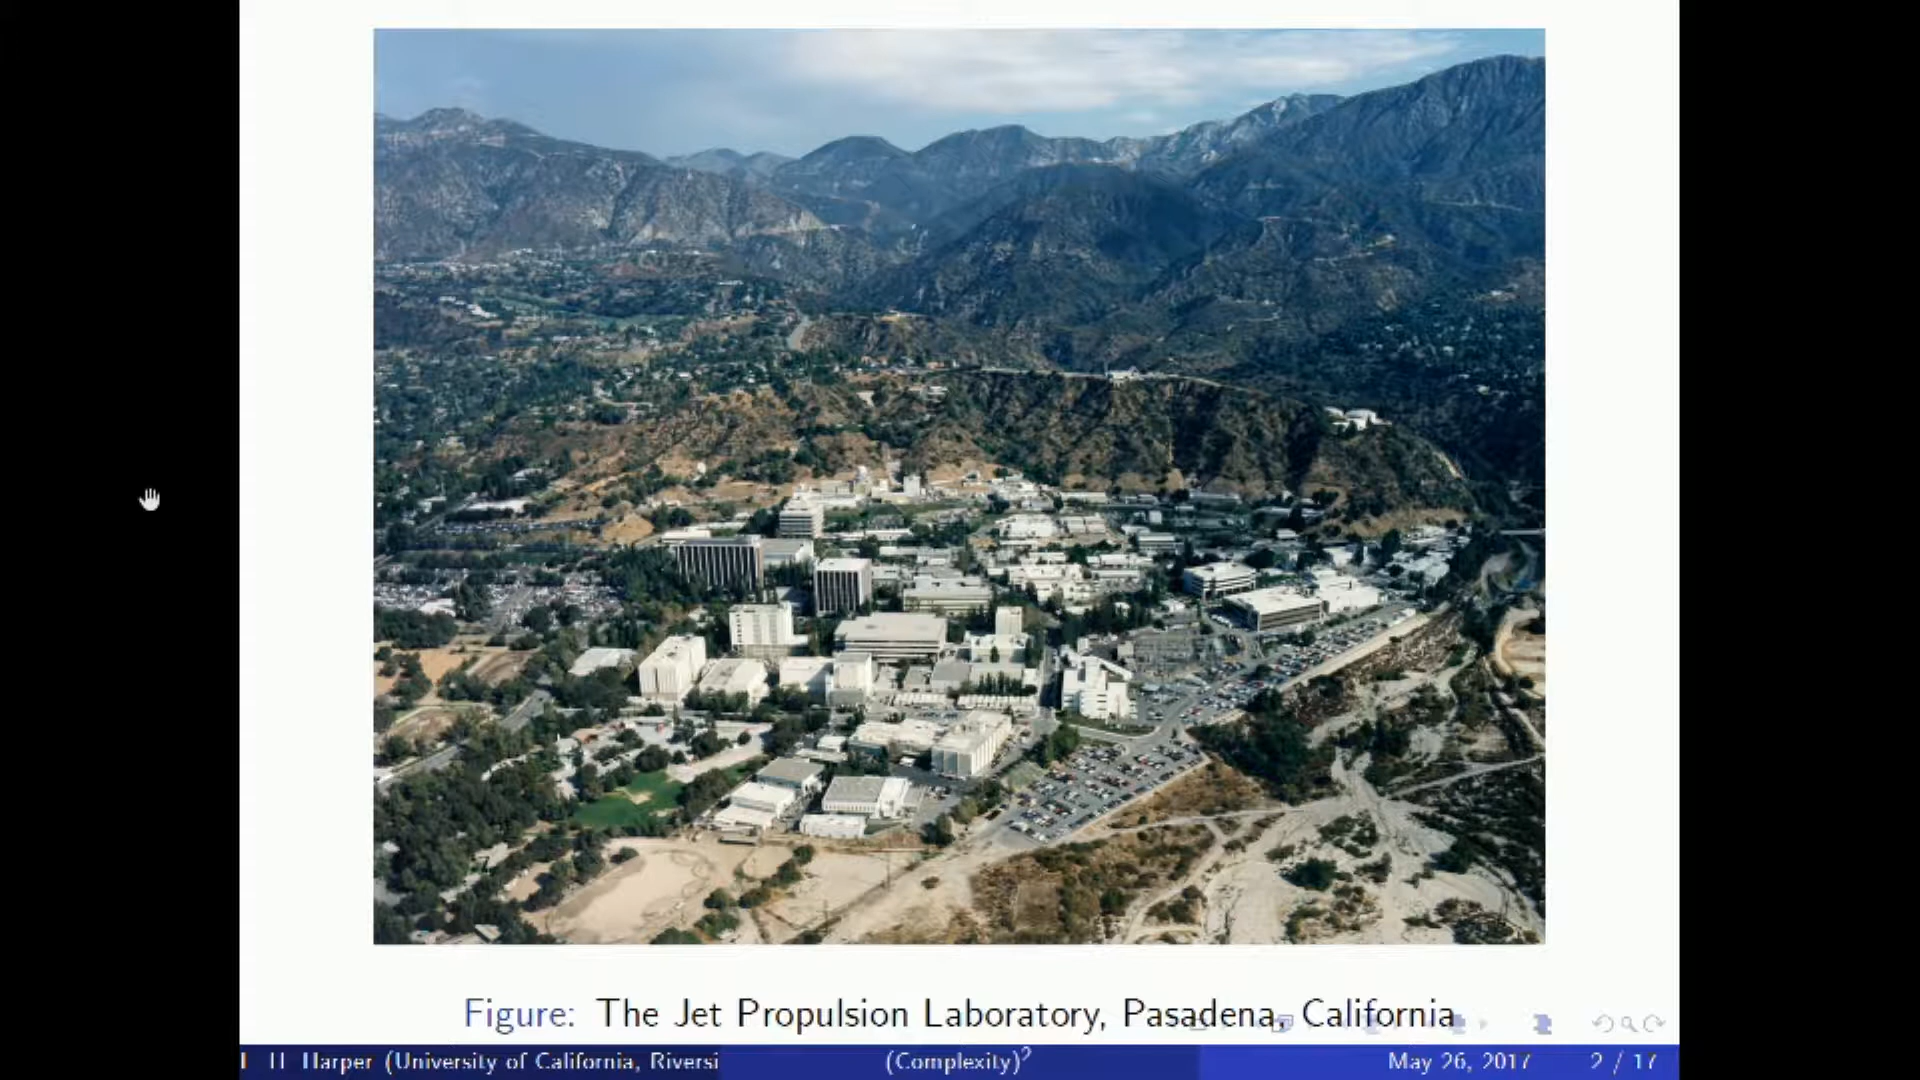 Figure: The Jet Propulsion Laboratory, Pasadena, California
Harper (University of California, Riversi
(Complexity)²
May 26, 2017
2 / 17